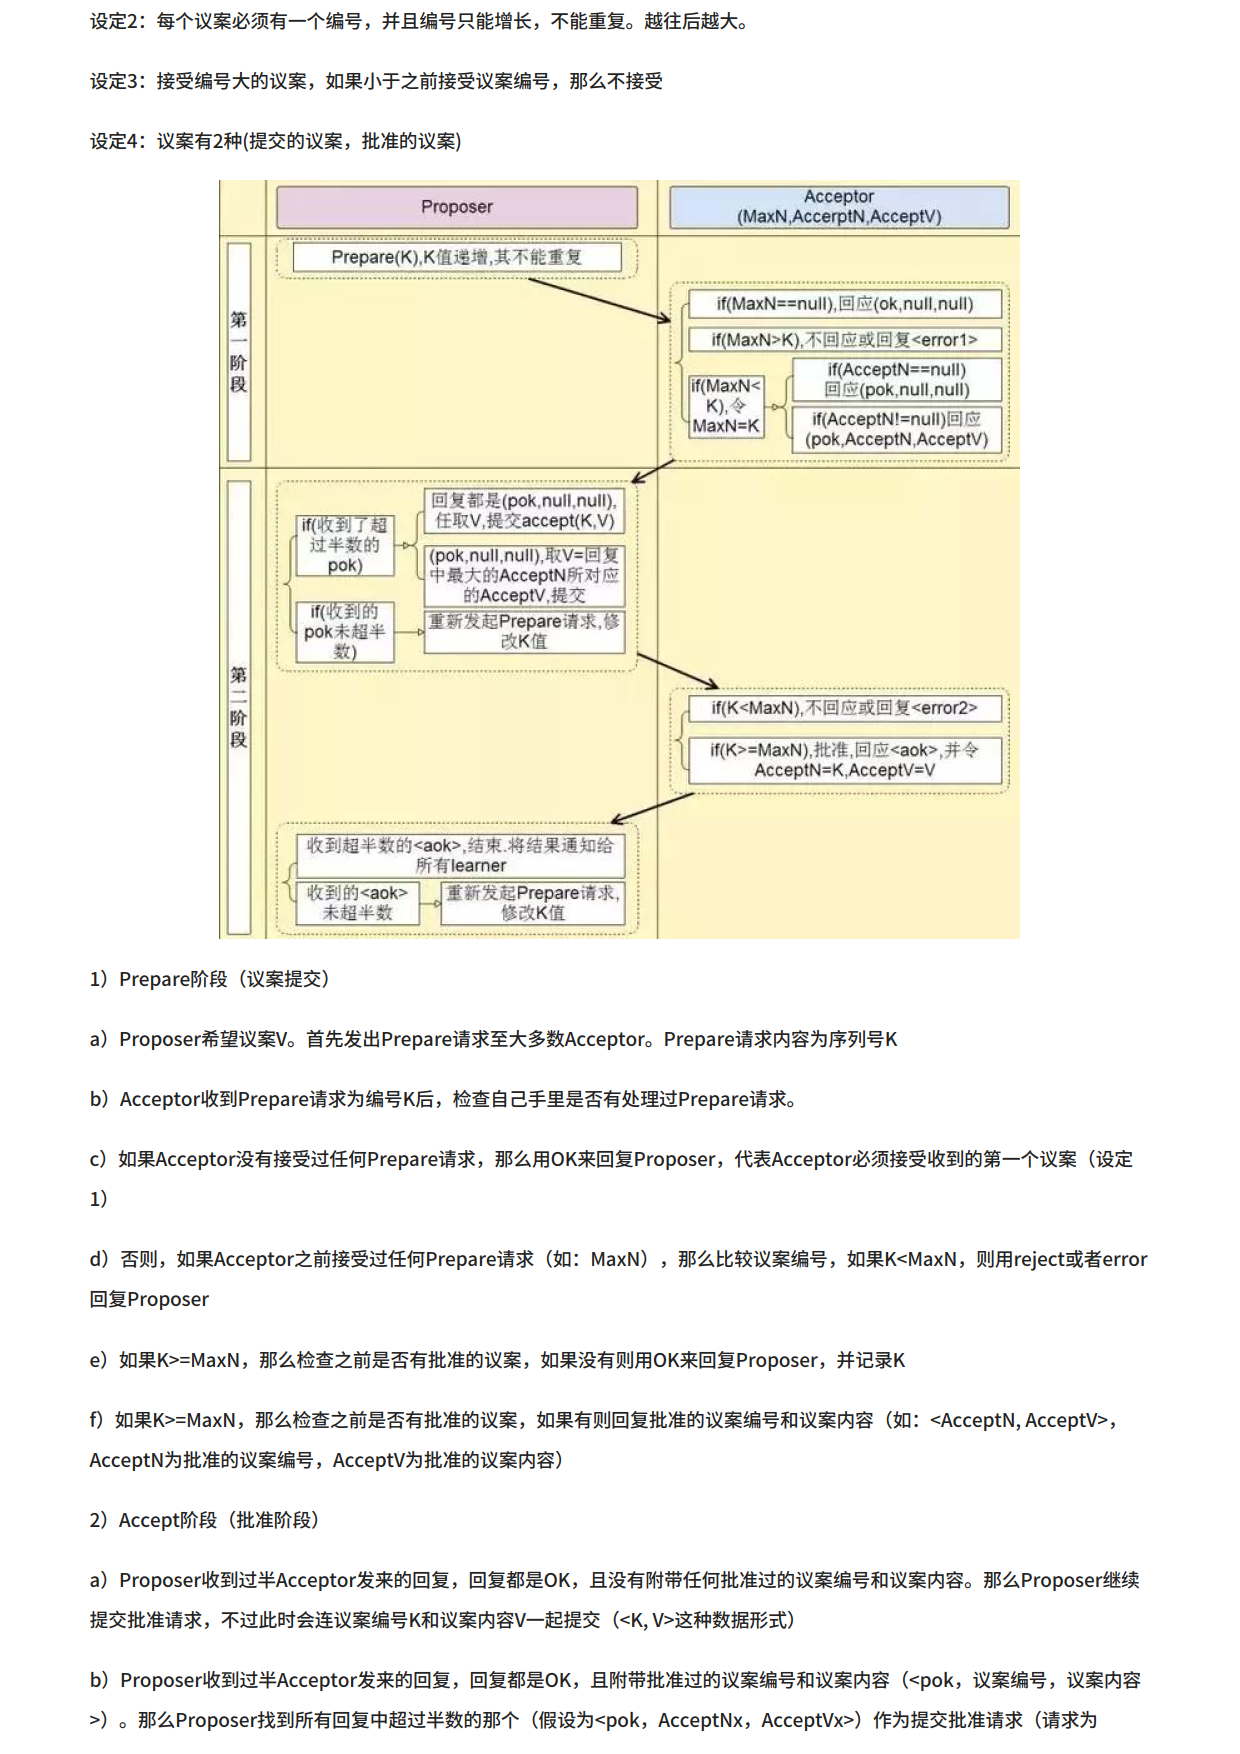 设定2：每个议案必须有一个编号，并且编号只能增长，不能重复。越往后越大。
设定3：接受编号大的议案，如果小于之前接受议案编号，那么不接受
设定4：议案有2种(提交的议案，批准的议案)
Proposer
Acceptor
(MaxN,AccerptN,AcceptV)
第一阶段
Prepare(K),K值递增,其不能重复
if(MaxN==null),回应(ok,null,null)
if(MaxN>K),不回应或回复<error1>
if(MaxN<
K),令
MaxN=K
if(AcceptN==null)
回应(pok,null,null)
if(AcceptN!=null)回应
(pok,AcceptN,AcceptV)
第二阶段
if(收到了超
过半数的
pok)
回复都是(pok,null,null),
任取V,提交accept(K,V)
(pok,null,null),取V=回复
中最大的AcceptN所对应
的AcceptV,提交
if(收到的
pok未超半
数)
重新发起Prepare请求,修
改K值
if(K<MaxN),不回应或回复<error2>
if(K>=MaxN),批准,回应<aok>,并令
AcceptN=K,AcceptV=V
收到超半数的<aok>,结束.将结果通知给
所有learner
收到的<aok>
未超半数
重新发起Prepare请求,
修改K值
1）Prepare阶段（议案提交）
a）Proposer希望议案V。首先发出Prepare请求至大多数Acceptor。Prepare请求内容为序列号K
b）Acceptor收到Prepare请求为编号K后，检查自己手里是否有处理过Prepare请求。
c）如果Acceptor没有接受过任何Prepare请求，那么用OK来回复Proposer，代表Acceptor必须接受收到的第一个议案（设定
1）
d）否则，如果Acceptor之前接受过任何Prepare请求（如：MaxN），那么比较议案编号，如果K<MaxN，则用reject或者error
回复Proposer
e）如果K>=MaxN，那么检查之前是否有批准的议案，如果没有则用OK来回复Proposer，并记录K
f）如果K>=MaxN，那么检查之前是否有批准的议案，如果有则回复批准的议案编号和议案内容（如：<AcceptN, AcceptV>，
AcceptN为批准的议案编号，AcceptV为批准的议案内容）
2）Accept阶段（批准阶段）
a）Proposer收到过半Acceptor发来的回复，回复都是OK，且没有附带任何批准过的议案编号和议案内容。那么Proposer继续
提交批准请求，不过此时会连议案编号K和议案内容V一起提交（<K, V>这种数据形式）
b）Proposer收到过半Acceptor发来的回复，回复都是OK，且附带批准过的议案编号和议案内容（<pok，议案编号，议案内容
>）。那么Proposer找到所有回复中超过半数的那个（假设为<pok，AcceptNx，AcceptVx>）作为提交批准请求（请求为